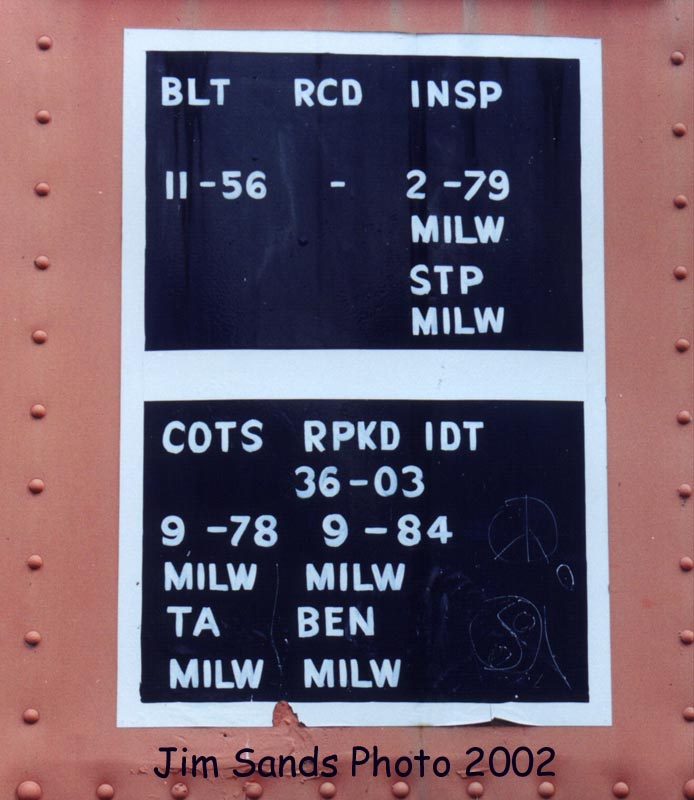 BLT RCD INSP
11-56 - 2-79
MILW
STP
MILW
COTS RPKD IDT
36-03
9-78 9-84
MILW MILW
TA BEN
MILW MILW
Jim Sands Photo 2002